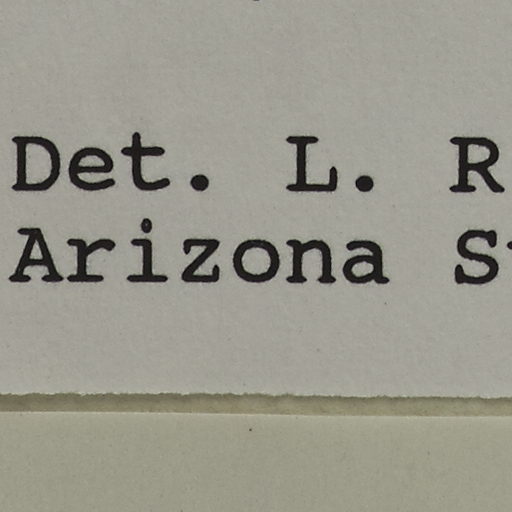 Det. L. R
Arizona S